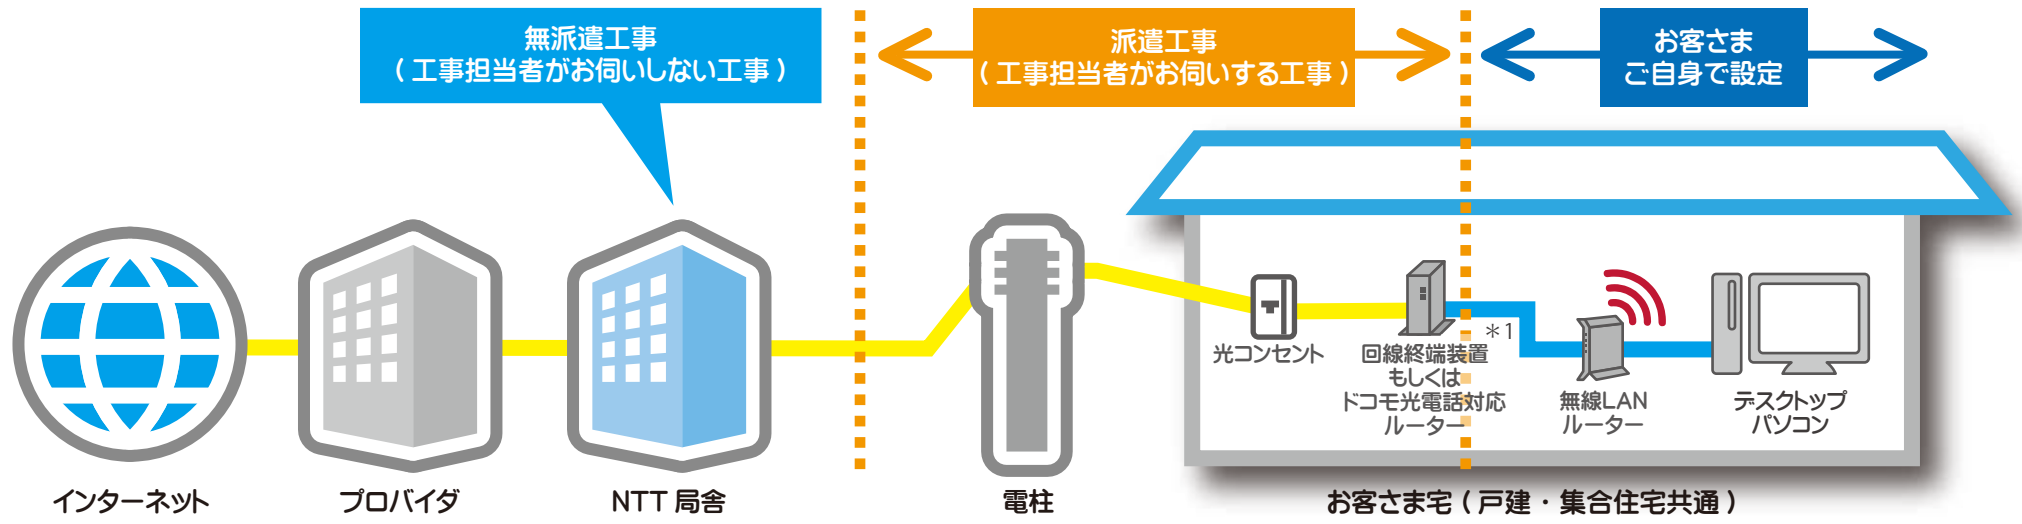 無派遣工事
(工事担当者がお伺いしない工事)
派遣工事
(工事担当者がお伺いする工事)
お客さま
ご自身で設定
光コンセント
*1
回線終端装置
もしくは
ドコモ光電話対応
ルーター
無線LAN
ルーター
デスクトップ
パソコン
インターネット
プロバイダ
NTT 局舎
電柱
お客さま宅(戸建・集合住宅共通)